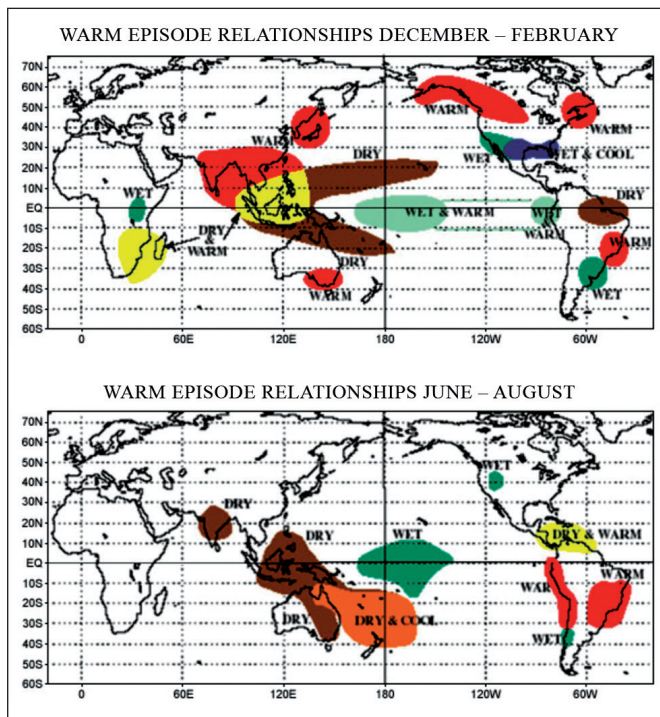 WARM EPISODE RELATIONSHIPS DECEMBER – FEBRUARY
70N
60N
50N
40N
30N
20N
10N
EQ
10S
20S
30S
40S
50S
60S
WARM
WARM
WARM
WET
WET & COOL
DRY
WET
DRY
WET & WARM
WET
WARM
DRY
& WARM
DRY
WARM
WARM
WET
0 60E 120E 180 120W 60W
WARM EPISODE RELATIONSHIPS JUNE – AUGUST
70N
60N
50N
40N
30N
20N
10N
EQ
10S
20S
30S
40S
50S
60S
WET
DRY
DRY
WET
DRY & WARM
WAR
WARM
DRY
DRY & COOL
WET
0 60E 120E 180 120W 60W